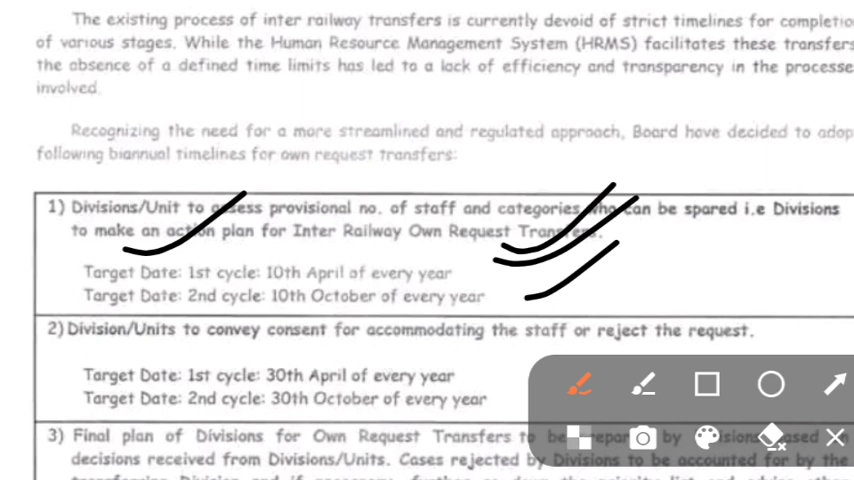 The existing process of inter railway transfers is currently devoid of strict timelines for completio
of various stages. While the Human Resource Management System (HRMS) facilitates these transfers
the absence of a defined time limits has led to a lack of efficiency and transparency in the processe
involved.
Recognizing the need for a more streamlined and regulated approach, Board have decided to adop
following biannual timelines for own request transfers:
1) Divisions/Unit to assess provisional no. of staff and categories who can be spared i.e Divisions
to make an action plan for Inter Railway Own Request Transfers.
Target Date: 1st cycle: 10th April of every year
Target Date: 2nd cycle: 10th October of every year
2) Division/Units to convey consent for accommodating the staff or reject the request.
Target Date: 1st cycle: 30th April of every year
Target Date: 2nd cycle: 30th October of every year
3) Final plan of Divisions for Own Request Transfers to be by
decisions received from Divisions/Units. Cases rejected by Divisions to be accounted for by the